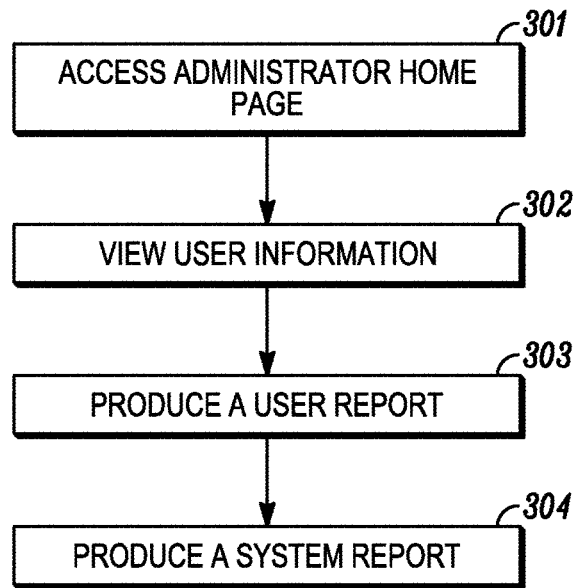 301
ACCESS ADMINISTRATOR HOME
PAGE
302
VIEW USER INFORMATION
303
PRODUCE A USER REPORT
304
PRODUCE A SYSTEM REPORT